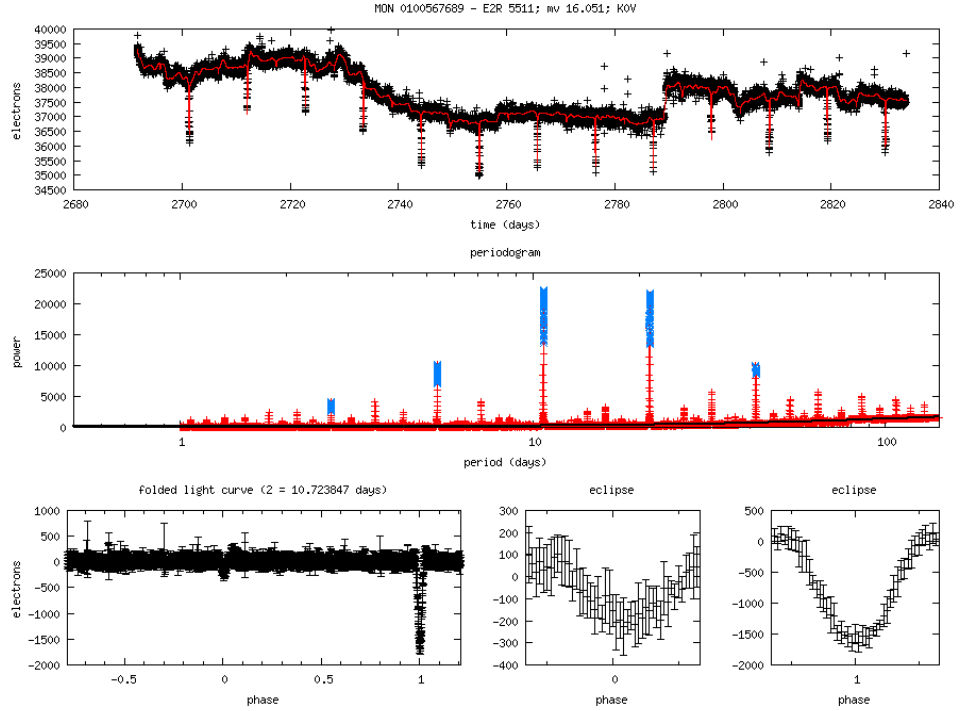 MON 0100567689 - E2R 5511; mv 16.051; K0V
40000
39500
39000
38500
38000
37500
37000
36500
36000
35500
35000
34500
electrons
2680 2700 2720 2740 2760 2780 2800 2820 2840
time (days)
periodogram
25000
20000
15000
10000
5000
0
power
1 10 100
period (days)
folded light curve (2 = 10.723847 days)
1000
500
0
-500
-1000
-1500
-2000
electrons
-0.5 0 0.5 1
phase
eclipse
300
200
100
0
-100
-200
-300
-400
0
phase
eclipse
500
0
-500
-1000
-1500
-2000
1
phase